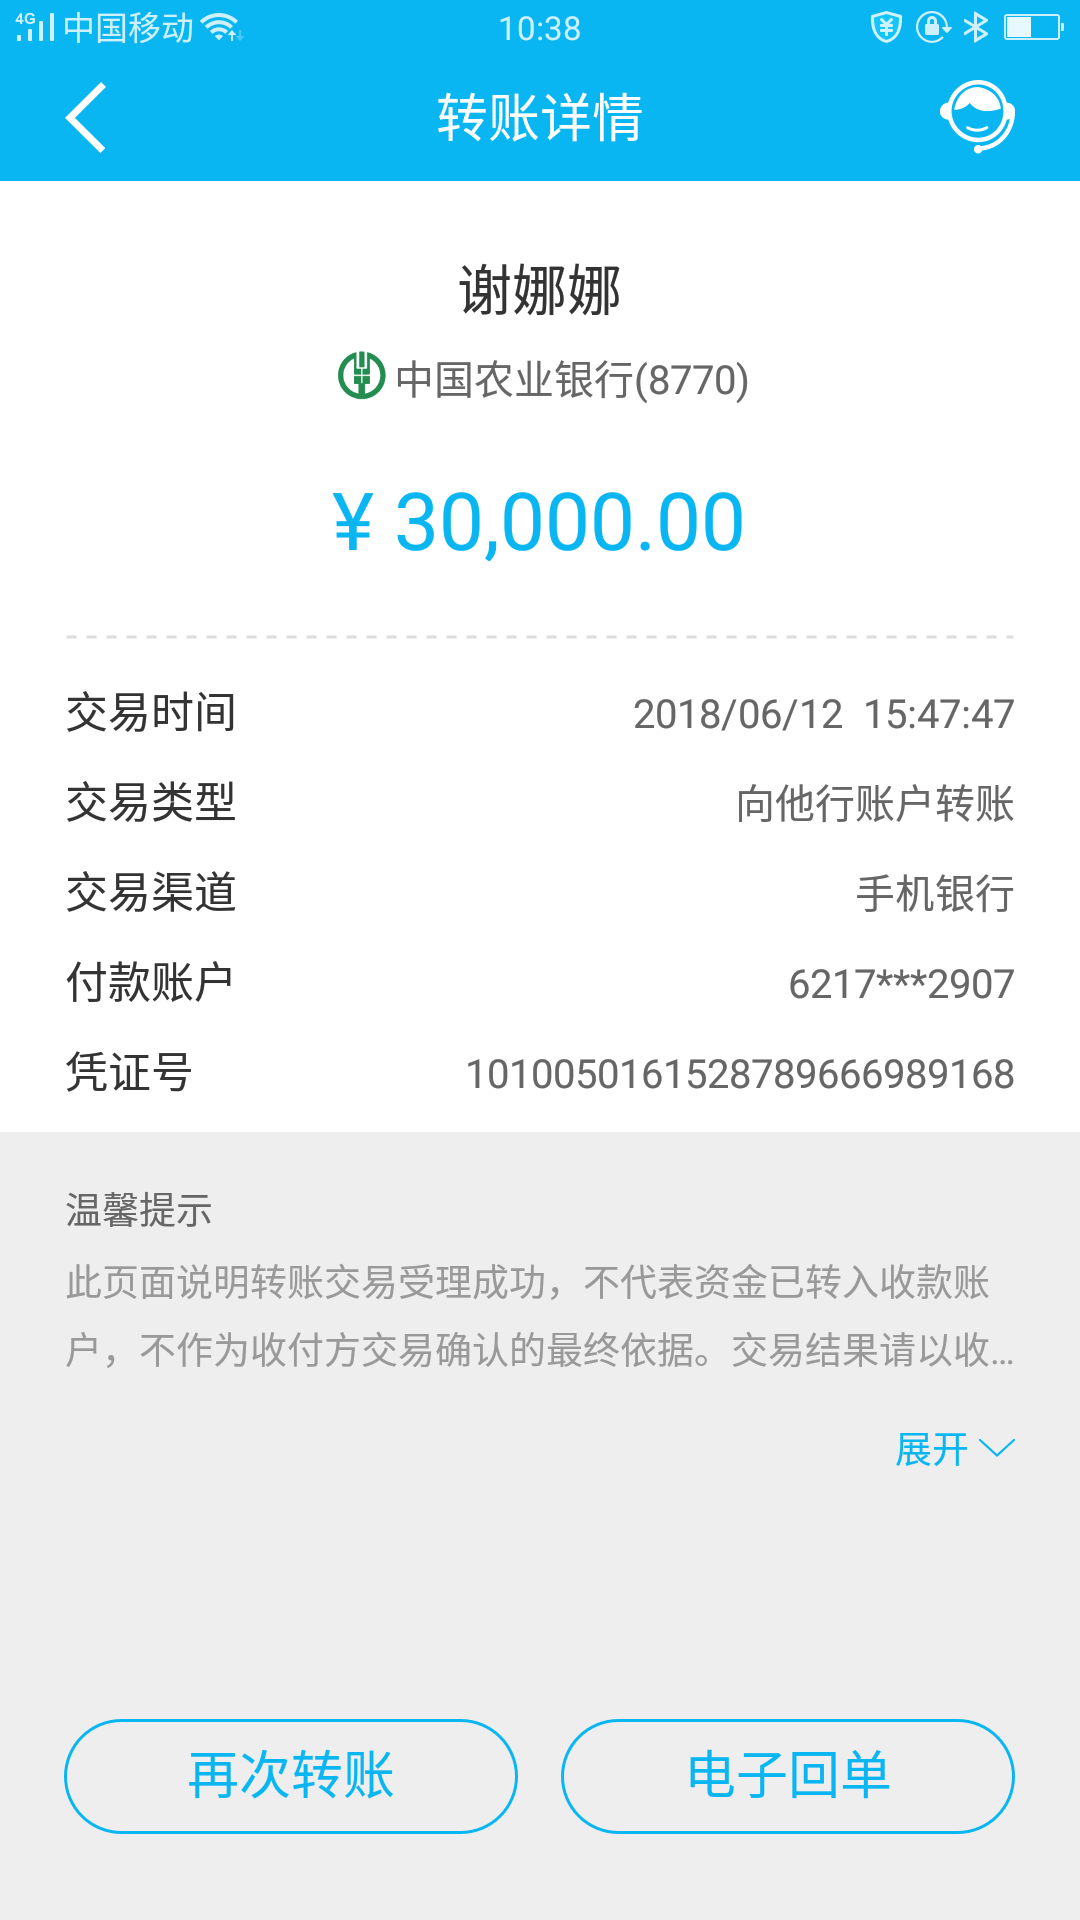 4G 中国移动 10:38
转账详情
谢娜娜
中国农业银行(8770)
¥ 30,000.00
交易时间 2018/06/12 15:47:47
交易类型 向他行账户转账
交易渠道 手机银行
付款账户 6217***2907
凭证号 1010050161528789666989168
温馨提示
此页面说明转账交易受理成功，不代表资金已转入收款账
户，不作为收付方交易确认的最终依据。交易结果请以收...
展开
再次转账 电子回单